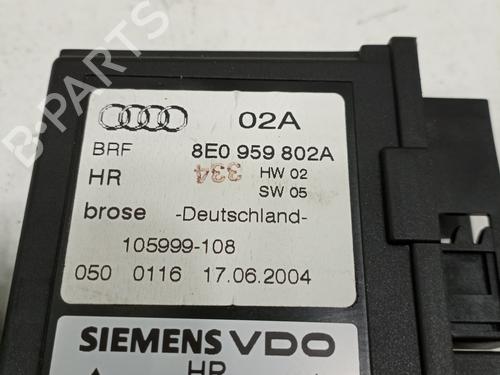 02A
BRF 8E0 959 802A
HR 334 HW 02
SW 05
brose -Deutschland-
105999-108
050 0116 17.06.2004
SIEMENS VDO
HR
B-PARTS